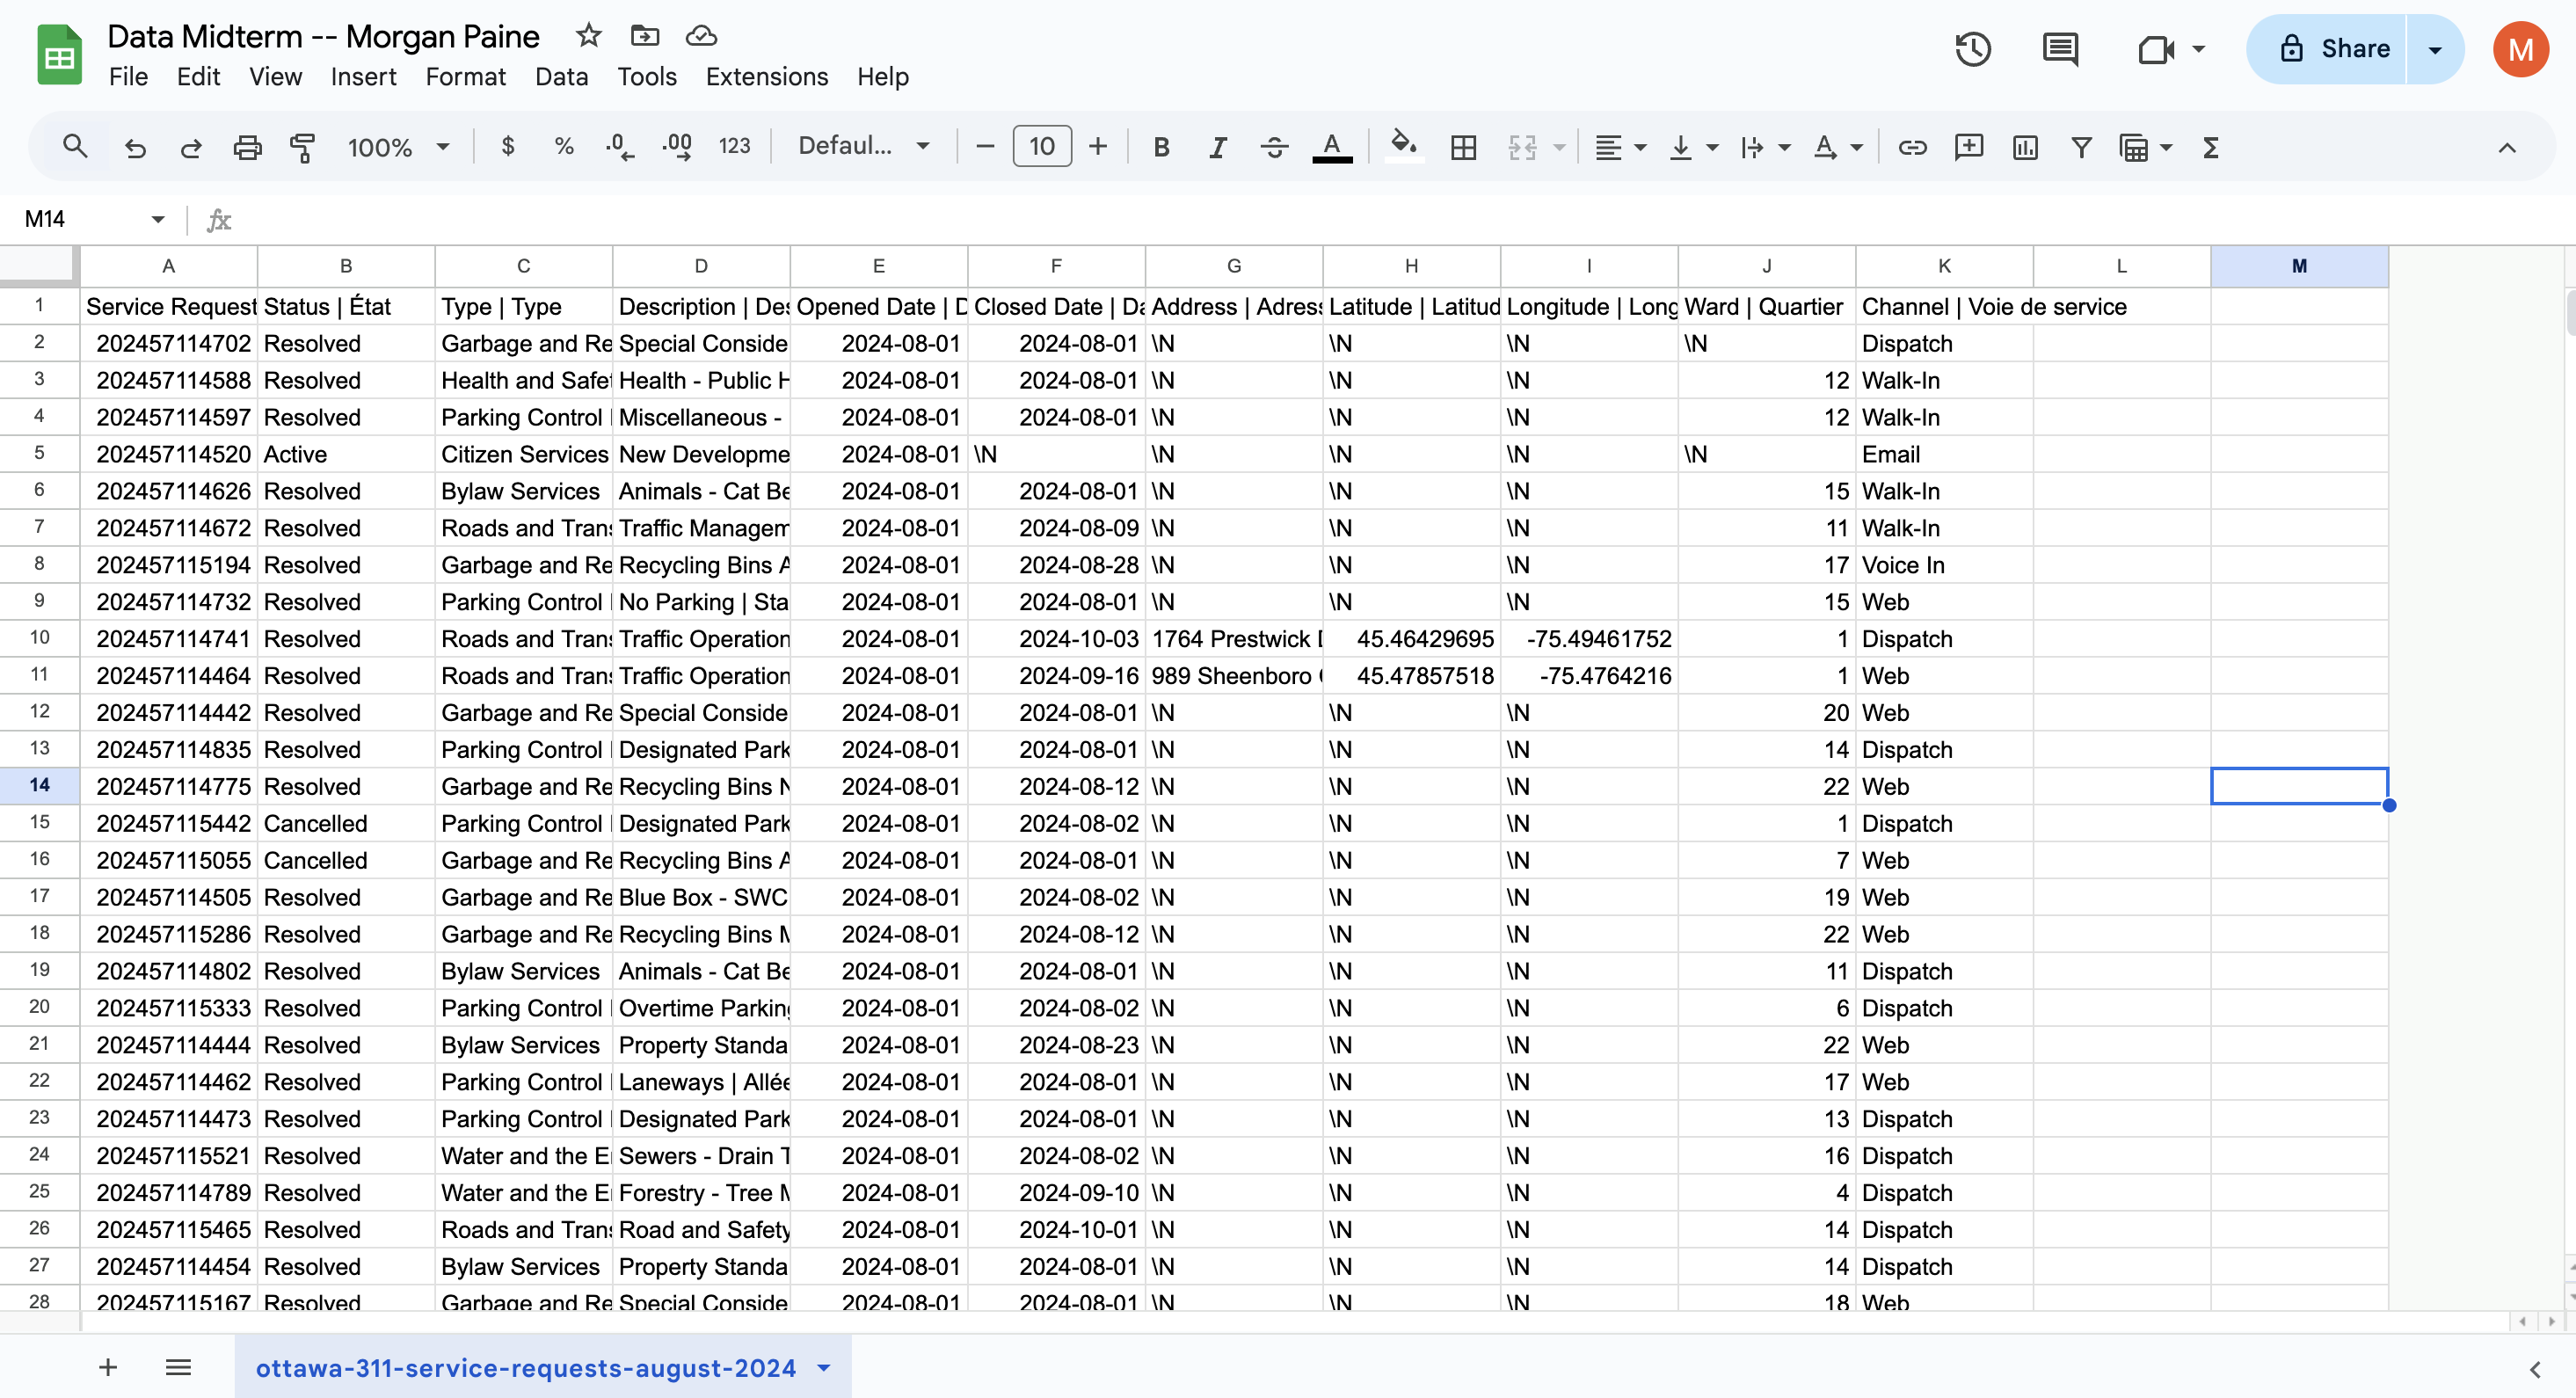 Data Midterm -- Morgan Paine
File Edit View Insert Format Data Tools Extensions Help
Share
M
100% $ % .0 .00 123 Defaul... 10 B I A A Σ
M14 fx
A B C D E F G H I J K L M
1 Service Request Status | État Type | Type Description | Des Opened Date | D Closed Date | Da Address | Adress Latitude | Latitud Longitude | Long Ward | Quartier Channel | Voie de service
2 202457114702 Resolved Garbage and Re Special Conside 2024-08-01 2024-08-01 \N \N \N \N Dispatch
3 202457114588 Resolved Health and Safet Health - Public H 2024-08-01 2024-08-01 \N \N \N 12 Walk-In
4 202457114597 Resolved Parking Control Miscellaneous - 2024-08-01 2024-08-01 \N \N \N 12 Walk-In
5 202457114520 Active Citizen Services New Developme 2024-08-01 \N \N \N \N \N Email
6 202457114626 Resolved Bylaw Services Animals - Cat Be 2024-08-01 2024-08-01 \N \N \N 15 Walk-In
7 202457114672 Resolved Roads and Trans Traffic Managem 2024-08-01 2024-08-09 \N \N \N 11 Walk-In
8 202457115194 Resolved Garbage and Re Recycling Bins A 2024-08-01 2024-08-28 \N \N \N 17 Voice In
9 202457114732 Resolved Parking Control No Parking | Sta 2024-08-01 2024-08-01 \N \N \N 15 Web
10 202457114741 Resolved Roads and Trans Traffic Operation 2024-08-01 2024-10-03 1764 Prestwick D 45.46429695 -75.49461752 1 Dispatch
11 202457114464 Resolved Roads and Trans Traffic Operation 2024-08-01 2024-09-16 989 Sheenboro 45.47857518 -75.4764216 1 Web
12 202457114442 Resolved Garbage and Re Special Conside 2024-08-01 2024-08-01 \N \N \N 20 Web
13 202457114835 Resolved Parking Control Designated Park 2024-08-01 2024-08-01 \N \N \N 14 Dispatch
14 202457114775 Resolved Garbage and Re Recycling Bins N 2024-08-01 2024-08-12 \N \N \N 22 Web
15 202457115442 Cancelled Parking Control Designated Park 2024-08-01 2024-08-02 \N \N \N 1 Dispatch
16 202457115055 Cancelled Garbage and Re Recycling Bins A 2024-08-01 2024-08-01 \N \N \N 7 Web
17 202457114505 Resolved Garbage and Re Blue Box - SWC 2024-08-01 2024-08-02 \N \N \N 19 Web
18 202457115286 Resolved Garbage and Re Recycling Bins M 2024-08-01 2024-08-12 \N \N \N 22 Web
19 202457114802 Resolved Bylaw Services Animals - Cat Be 2024-08-01 2024-08-01 \N \N \N 11 Dispatch
20 202457115333 Resolved Parking Control Overtime Parking 2024-08-01 2024-08-02 \N \N \N 6 Dispatch
21 202457114444 Resolved Bylaw Services Property Standa 2024-08-01 2024-08-23 \N \N \N 22 Web
22 202457114462 Resolved Parking Control Laneways | Allée 2024-08-01 2024-08-01 \N \N \N 17 Web
23 202457114473 Resolved Parking Control Designated Park 2024-08-01 2024-08-01 \N \N \N 13 Dispatch
24 202457115521 Resolved Water and the E Sewers - Drain T 2024-08-01 2024-08-02 \N \N \N 16 Dispatch
25 202457114789 Resolved Water and the E Forestry - Tree M 2024-08-01 2024-09-10 \N \N \N 4 Dispatch
26 202457115465 Resolved Roads and Trans Road and Safety 2024-08-01 2024-10-01 \N \N \N 14 Dispatch
27 202457114454 Resolved Bylaw Services Property Standa 2024-08-01 2024-08-01 \N \N \N 14 Dispatch
28 202457115167 Resolved Garbage and Re Special Conside 2024-08-01 2024-08-01 \N \N \N 18 Web
ottawa-311-service-requests-august-2024